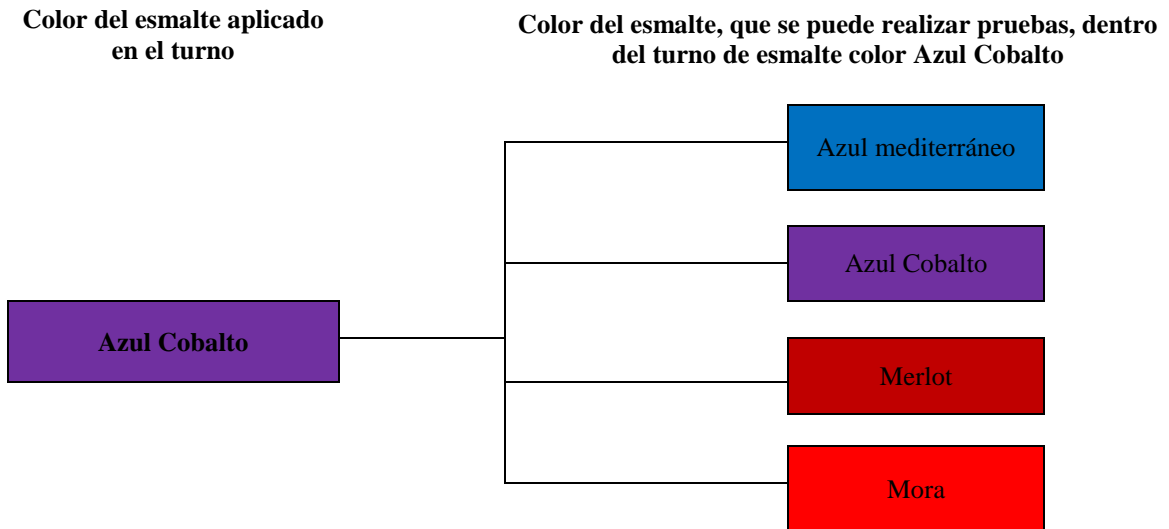 Color del esmalte aplicado
en el turno
Color del esmalte, que se puede realizar pruebas, dentro
del turno de esmalte color Azul Cobalto
Azul Cobalto
Azul mediterráneo
Azul Cobalto
Merlot
Mora